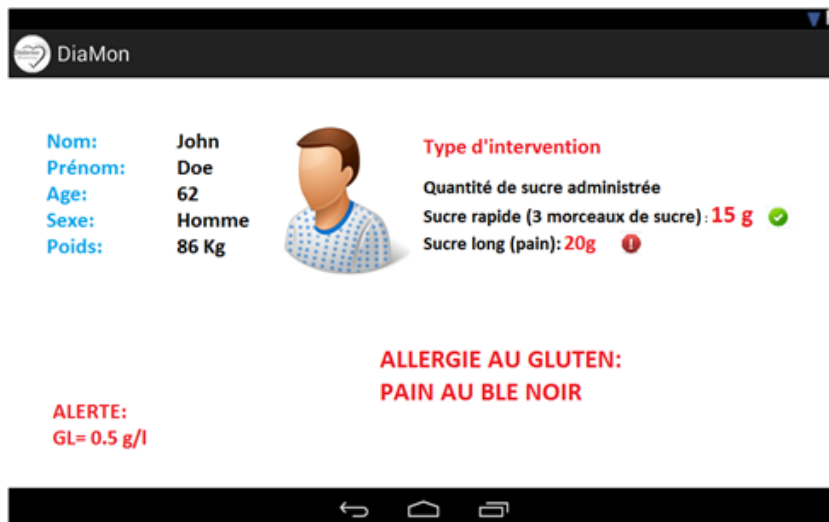 DiaMon
Nom: John
Prénom: Doe
Age: 62
Sexe: Homme
Poids: 86 Kg
Type d'intervention
Quantité de sucre administrée
Sucre rapide (3 morceaux de sucre) : 15 g
Sucre long (pain): 20g
ALLERGIE AU GLUTEN:
PAIN AU BLE NOIR
ALERTE:
GL= 0.5 g/l